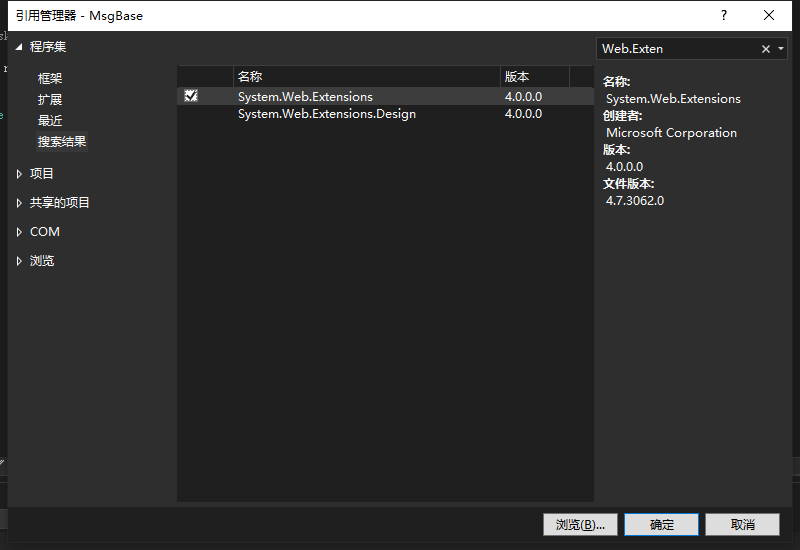 引用管理器 - MsgBase
?
程序集
Web.Exten
框架
扩展
最近
搜索结果
项目
共享的项目
COM
浏览
名称 版本
System.Web.Extensions 4.0.0.0
System.Web.Extensions.Design 4.0.0.0
名称:
System.Web.Extensions
创建者:
Microsoft Corporation
版本:
4.0.0.0
文件版本:
4.7.3062.0
浏览(B)... 确定 取消